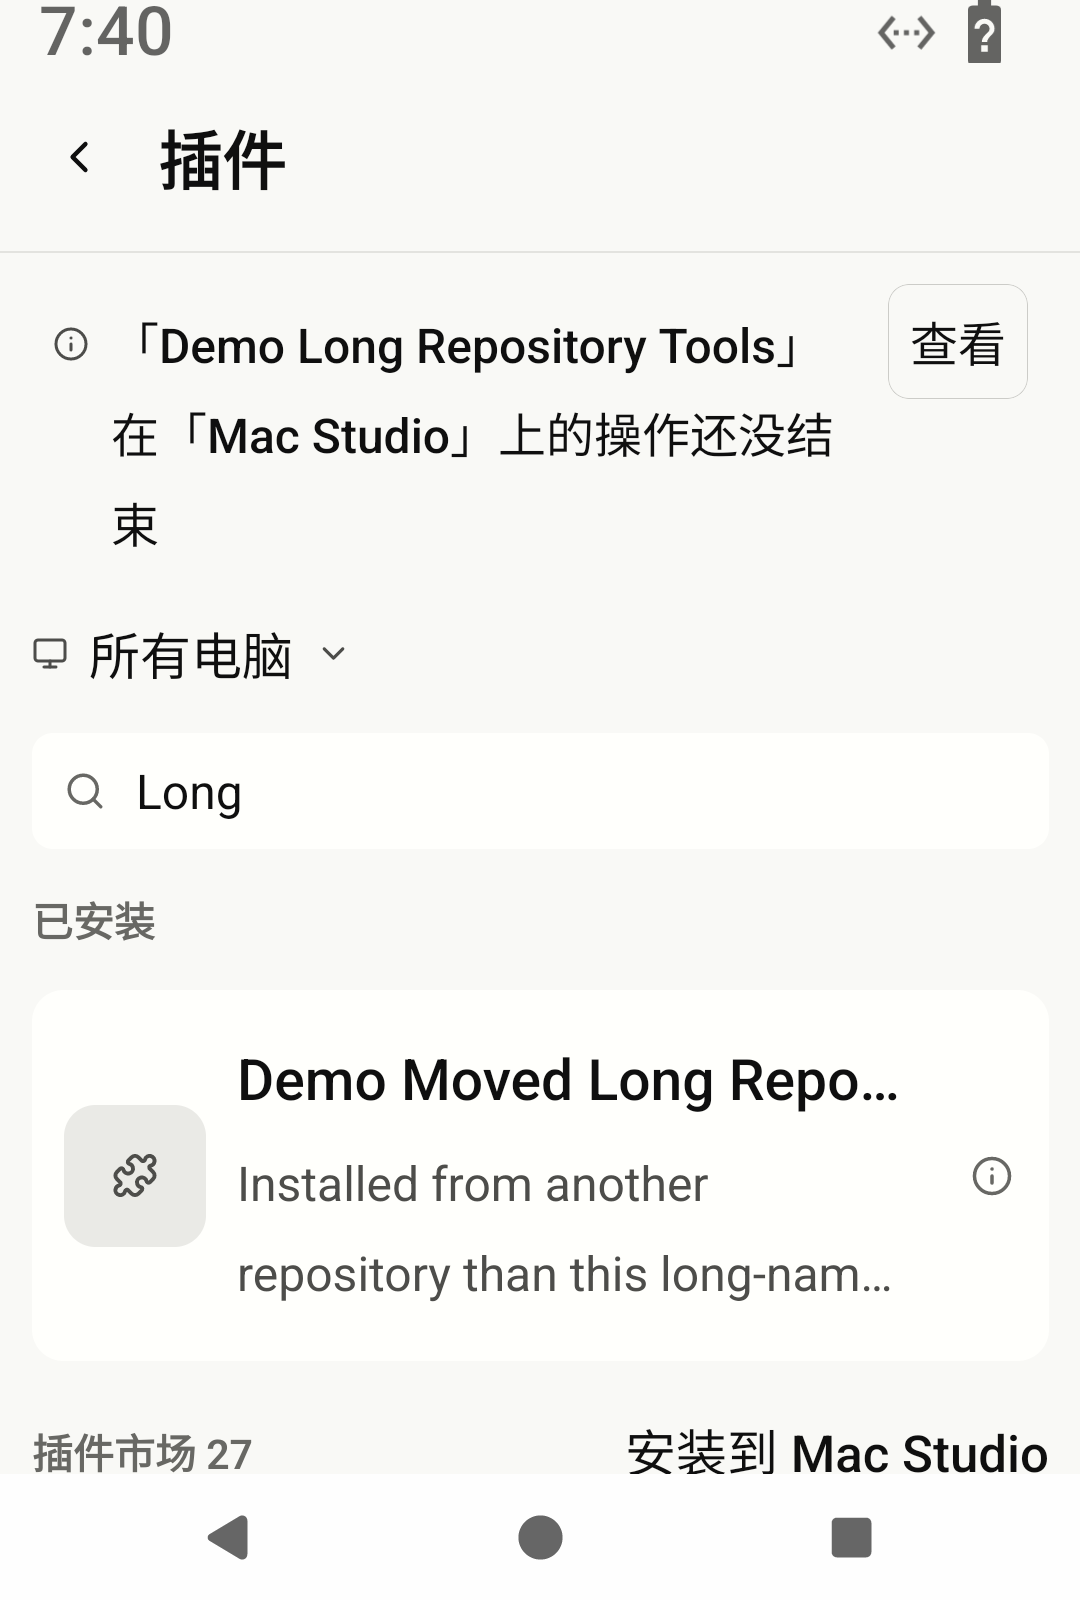 7:40
插件
「Demo Long Repository Tools」
在「Mac Studio」上的操作还没结
束
查看
所有电脑
Long
已安装
Demo Moved Long Repo…
Installed from another
repository than this long-nam…
插件市场 27
安装到 Mac Studio